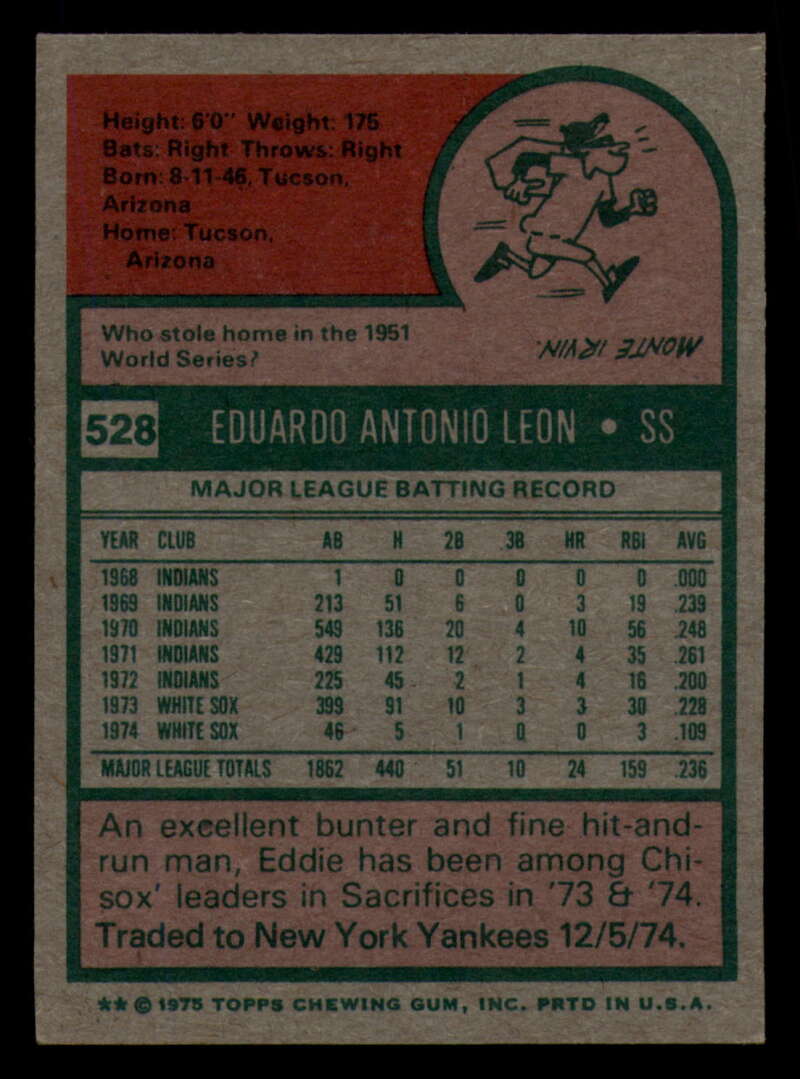 Height: 6'0" Weight: 175
Bats: Right Throws: Right
Born: 8-11-46, Tucson,
Arizona
Home: Tucson,
Arizona
Who stole home in the 1951
World Series?
MONTE IRVIN.
528 EDUARDO ANTONIO LEON • SS
MAJOR LEAGUE BATTING RECORD
YEAR CLUB AB H 2B 3B HR RBI AVG
1968 INDIANS 1 0 0 0 0 0 .000
1969 INDIANS 213 51 6 0 3 19 .239
1970 INDIANS 549 136 20 4 10 56 .248
1971 INDIANS 429 112 12 2 4 35 .261
1972 INDIANS 225 45 2 1 4 16 .200
1973 WHITE SOX 399 91 10 3 3 30 .228
1974 WHITE SOX 46 5 1 0 0 3 .109
MAJOR LEAGUE TOTALS 1862 440 51 10 24 159 .236
An excellent bunter and fine hit-and-
run man, Eddie has been among Chi-
sox' leaders in Sacrifices in '73 & '74.
Traded to New York Yankees 12/5/74.
** © 1975 TOPPS CHEWING GUM, INC. PRTD IN U.S.A.